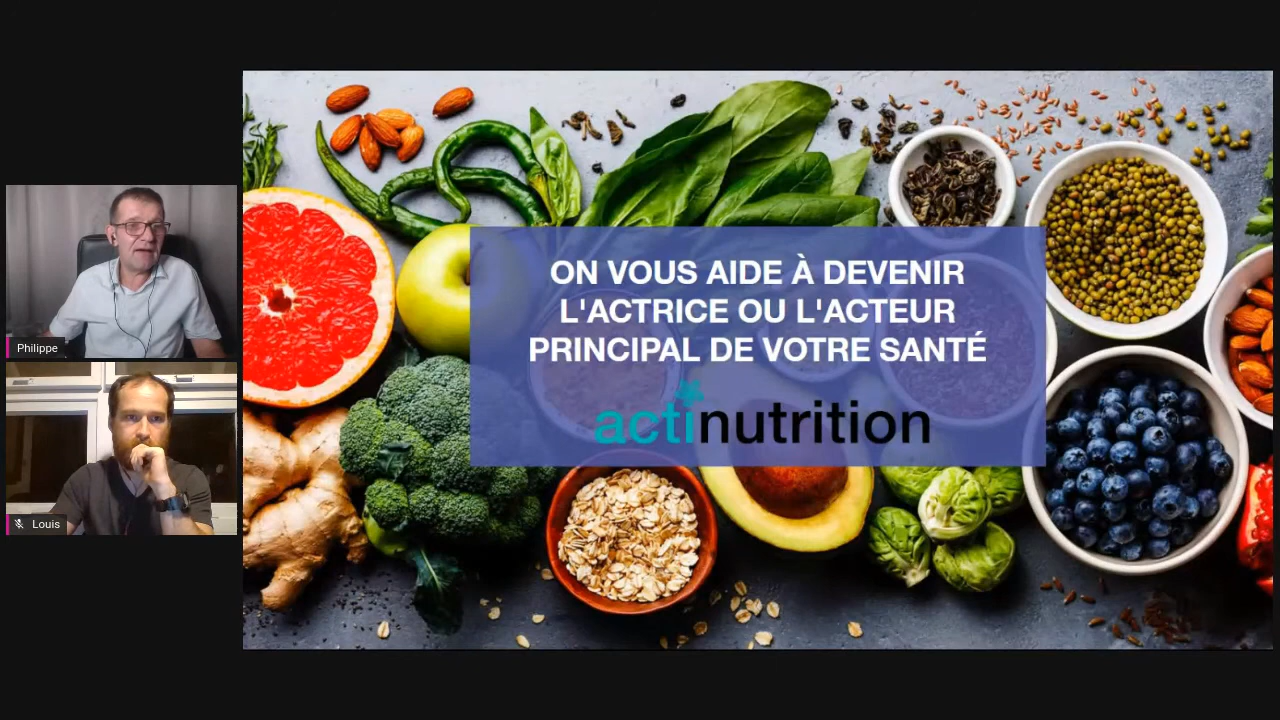 Philippe
Louis
ON VOUS AIDE À DEVENIR
L'ACTRICE OU L'ACTEUR
PRINCIPAL DE VOTRE SANTÉ
actinutrition